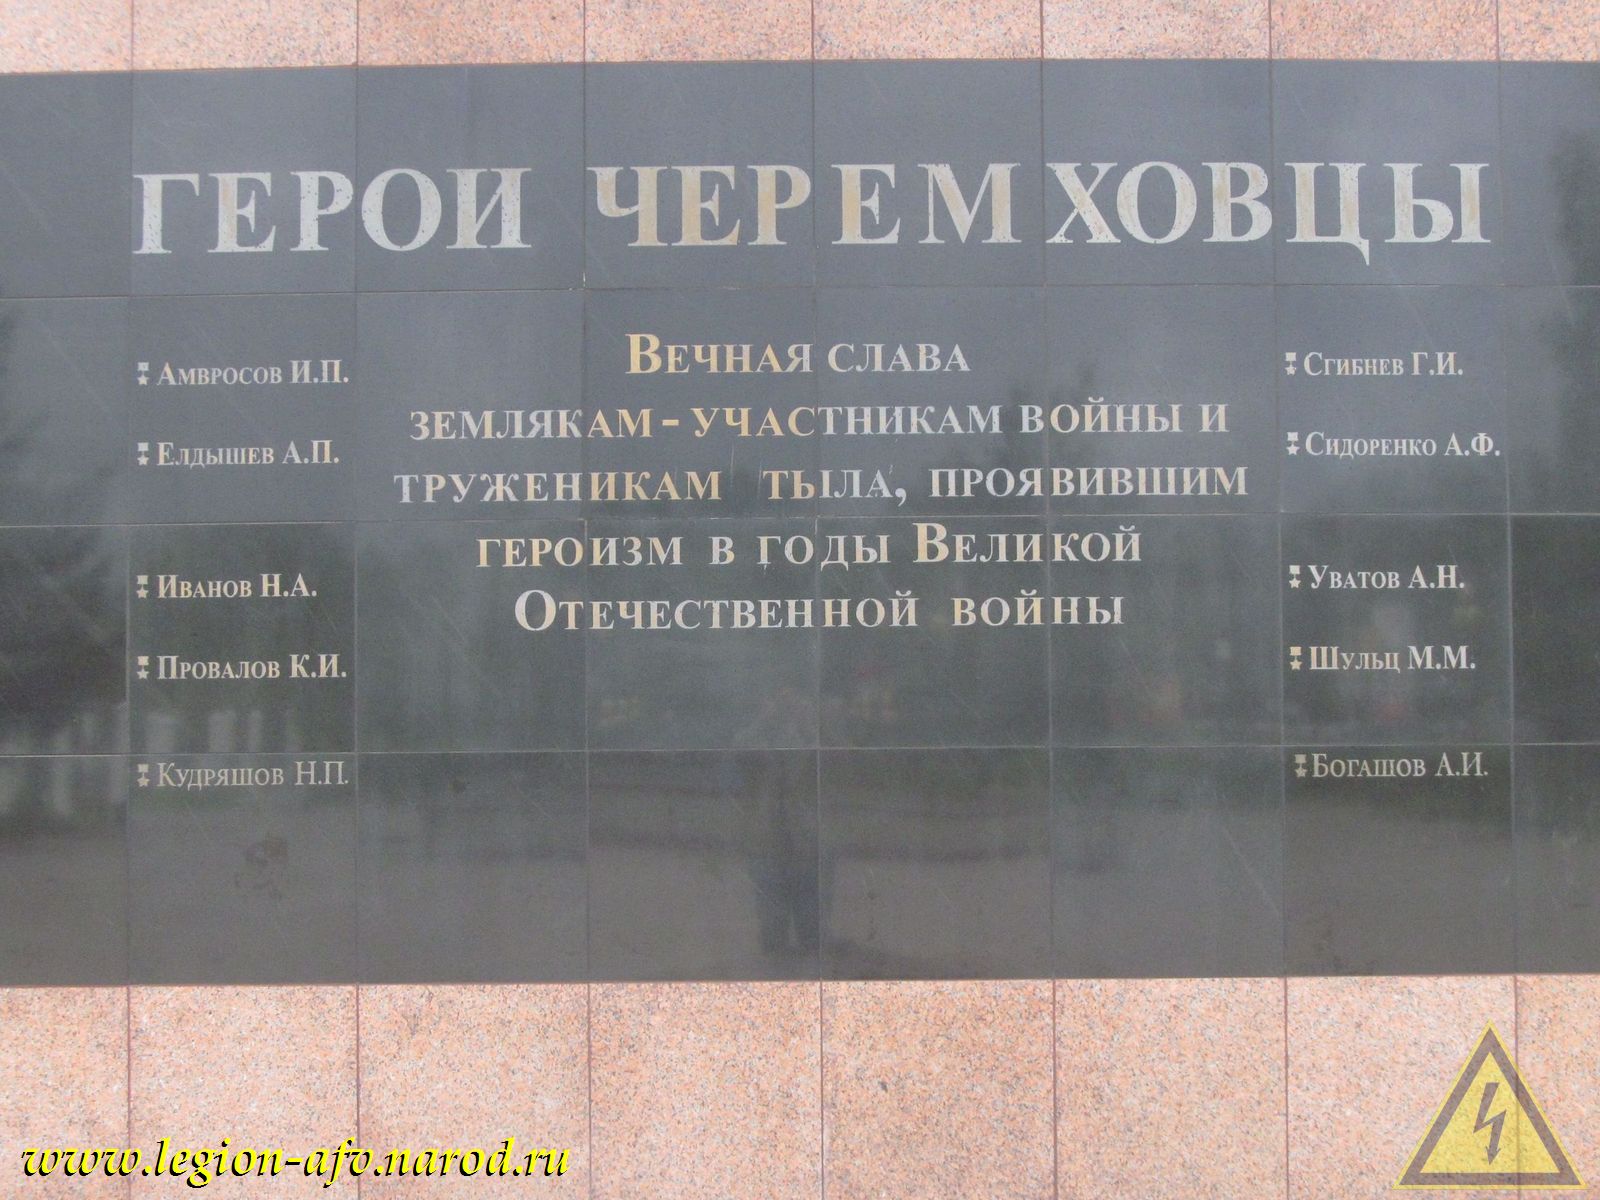 ГЕРОИ ЧЕРЕМХОВЦЫ
Амвросов И.П.
Елдышев А.П.
Иванов Н.А.
Провалов К.И.
Кудряшов Н.П.
Вечная слава
землякам - участникам войны и
труженикам тыла, проявившим
героизм в годы Великой
Отечественной войны
Сгибнев Г.И.
Сидоренко А.Ф.
Уватов А.Н.
Шульц М.М.
Богашов А.И.
www.legion-afv.narod.ru